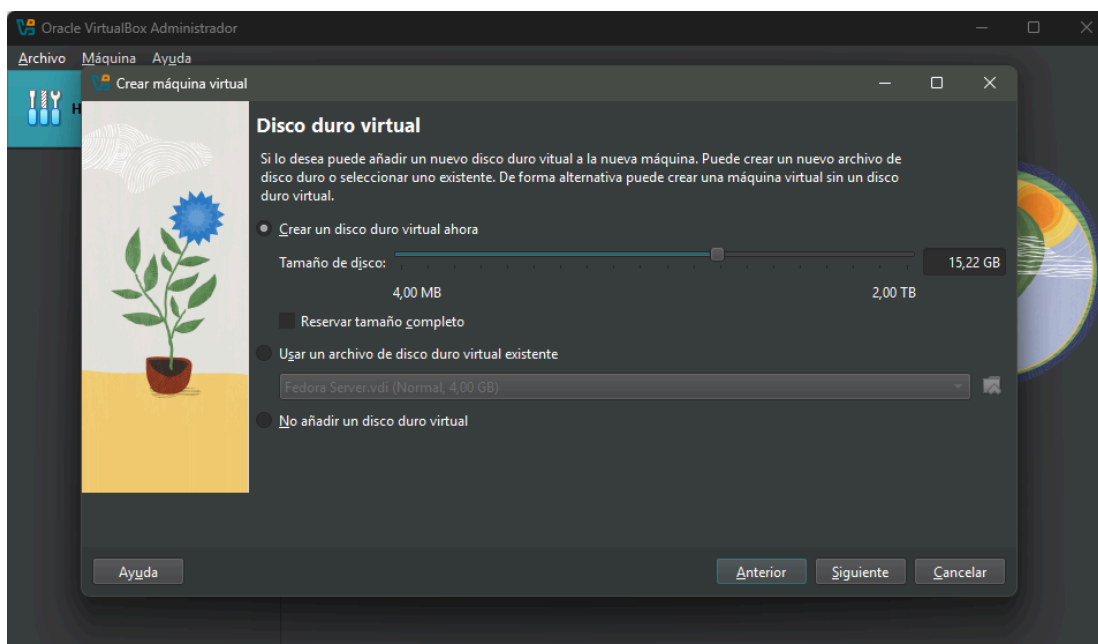 Oracle VirtualBox Administrador
Archivo Máquina Ayuda
Crear máquina virtual
H
Disco duro virtual
Si lo desea puede añadir un nuevo disco duro vitual a la nueva máquina. Puede crear un nuevo archivo de
disco duro o seleccionar uno existente. De forma alternativa puede crear una máquina virtual sin un disco
duro virtual.
Crear un disco duro virtual ahora
Tamaño de disco: 15,22 GB
4,00 MB 2,00 TB
Reservar tamaño completo
Usar un archivo de disco duro virtual existente
Fedora Server.vdi (Normal, 4,00 GB)
No añadir un disco duro virtual
Ayuda Anterior Siguiente Cancelar